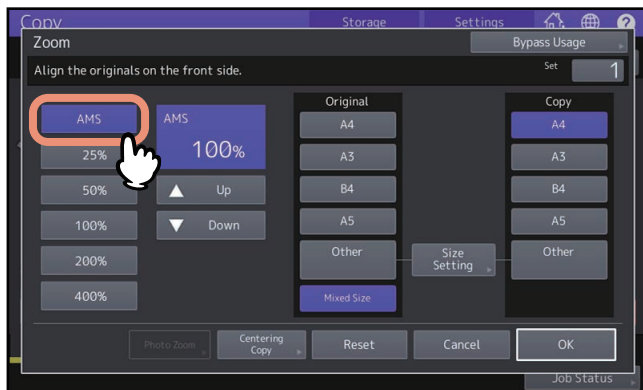 Copy
Storage
Settings
Zoom
Bypass Usage
Align the originals on the front side.
Set
1
Original
Copy
AMS
AMS
100%
A4
A4
25%
A3
A3
50%
Up
B4
B4
100%
Down
A5
A5
200%
Other
Size
Setting
Other
400%
Mixed Size
Photo Zoom
Centering
Copy
Reset
Cancel
OK
Job Status